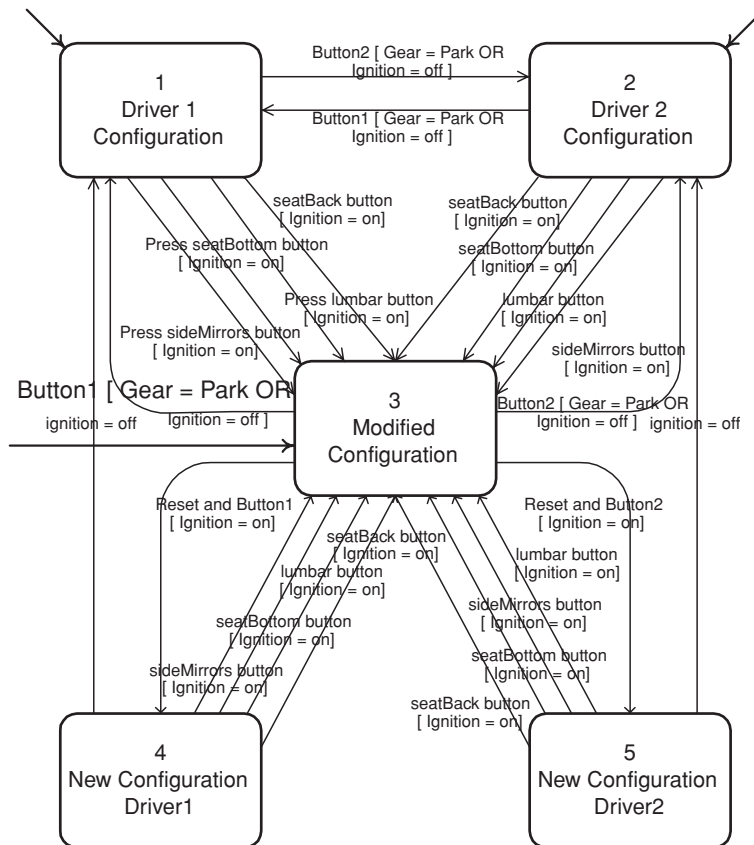 Button2 [ Gear = Park OR
Ignition = off ]
1
Driver 1
Configuration
2
Driver 2
Configuration
Button1 [ Gear = Park OR
Ignition = off ]
seatBack button
[ Ignition = on]
seatBack button
[ Ignition = on]
Press seatBottom button
[ Ignition = on]
seatBottom button
[ Ignition = on]
Press lumbar button
[ Ignition = on]
lumbar button
[ Ignition = on]
Press sideMirrors button
[ Ignition = on]
sideMirrors button
[ Ignition = on]
Button1 [ Gear = Park OR
Ignition = off ]
ignition = off
3
Modified
Configuration
Button2 [ Gear = Park OR
Ignition = off ]
ignition = off
Reset and Button1
[ Ignition = on]
Reset and Button2
[ Ignition = on]
seatBack button
[ Ignition = on]
lumbar button
[ Ignition = on]
lumbar button
[ Ignition = on]
sideMirrors button
[ Ignition = on]
seatBottom button
[ Ignition = on]
seatBottom button
[ Ignition = on]
sideMirrors button
[ Ignition = on]
seatBack button
[ Ignition = on]
4
New Configuration
Driver1
5
New Configuration
Driver2